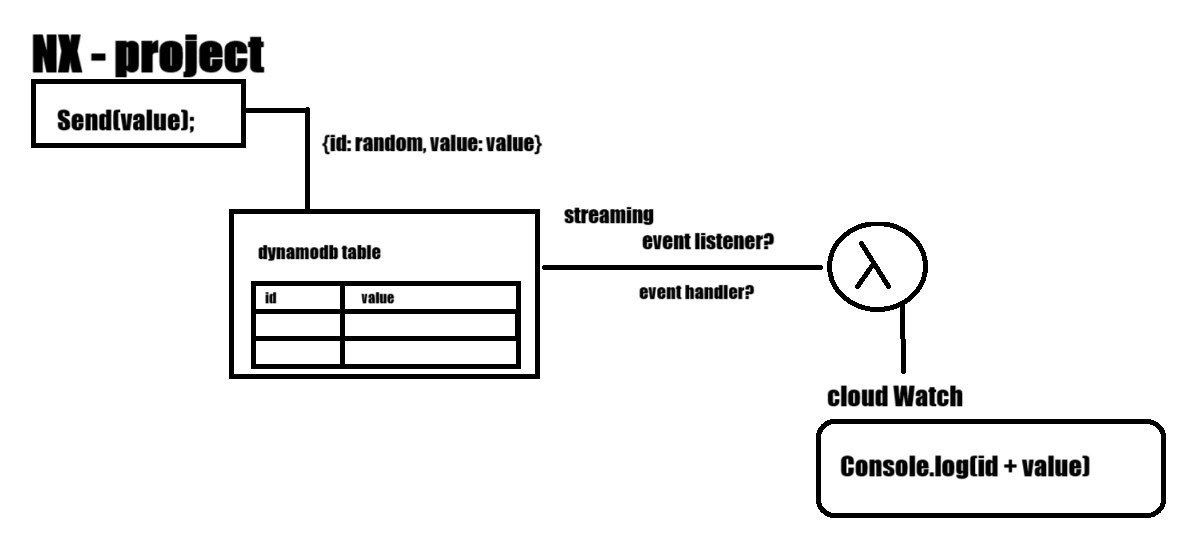 NX - project
Send(value);
{id: random, value: value}
streaming
event listener?
dynamodb table
event handler?
id value
λ
cloud Watch
Console.log(id + value)